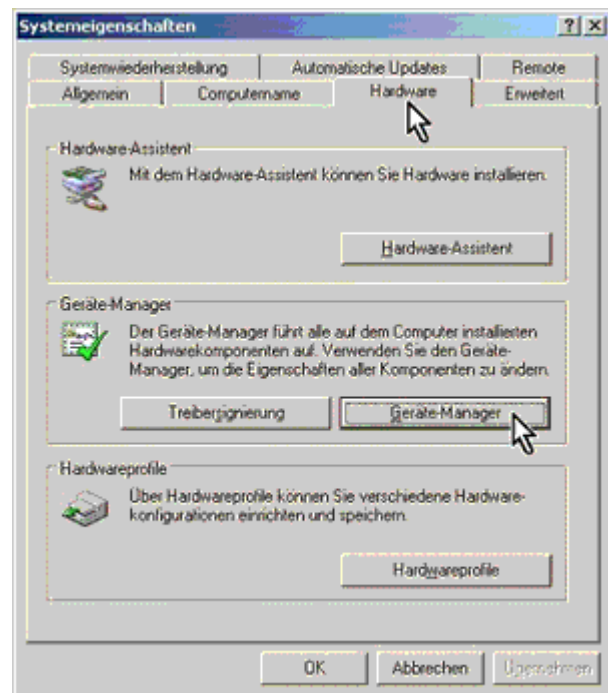 Systemeigenschaften
Systemwiederherstellung Automatische Updates Remote
Allgemein Computername Hardware Erweitert
Hardware-Assistent
Mit dem Hardware-Assistent können Sie Hardware installieren.
Hardware-Assistent
Geräte-Manager
Der Geräte-Manager führt alle auf dem Computer installierten
Hardwarekomponenten auf. Verwenden Sie den Geräte-
Manager, um die Eigenschaften aller Komponenten zu ändern.
Treibersignierung Geräte-Manager
Hardwareprofile
Über Hardwareprofile können Sie verschiedene Hardware-
konfigurationen einrichten und speichern.
Hardwareprofile
OK Abbrechen Übernehmen